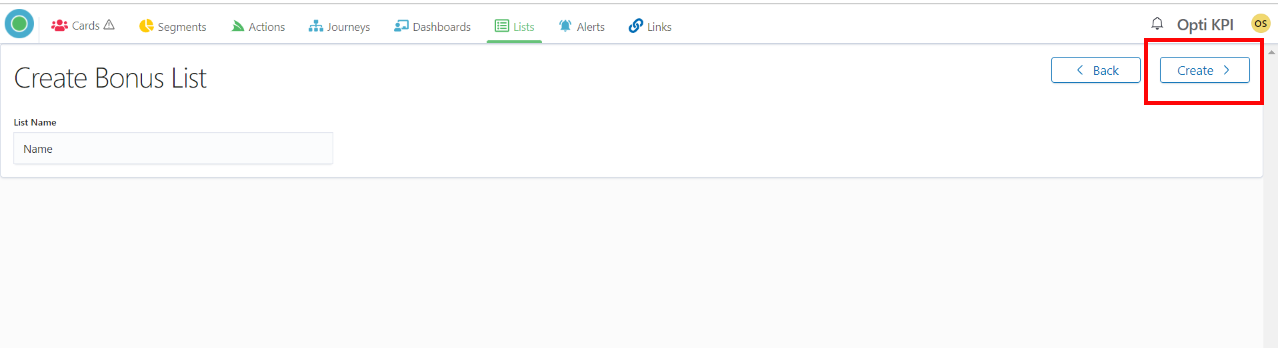 Cards Segments Actions Journeys Dashboards Lists Alerts Links Opti KPI OS
Create Bonus List
Back Create
List Name
Name